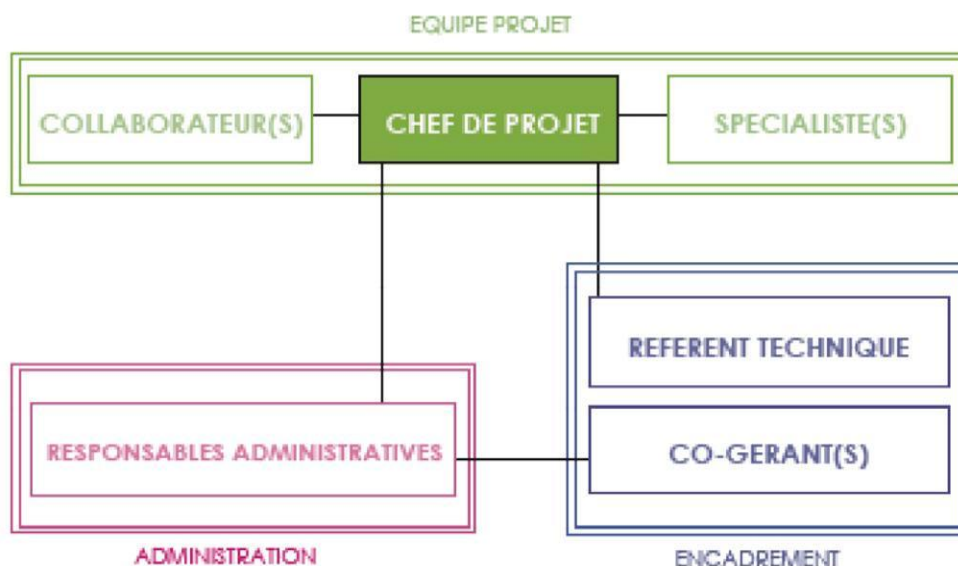 EQUIPE PROJET
COLLABORATEUR(S)
CHEF DE PROJET
SPECIALISTE(S)
REFERENT TECHNIQUE
RESPONSABLES ADMINISTRATIVES
CO-GERANT(S)
ADMINISTRATION
ENCADREMENT